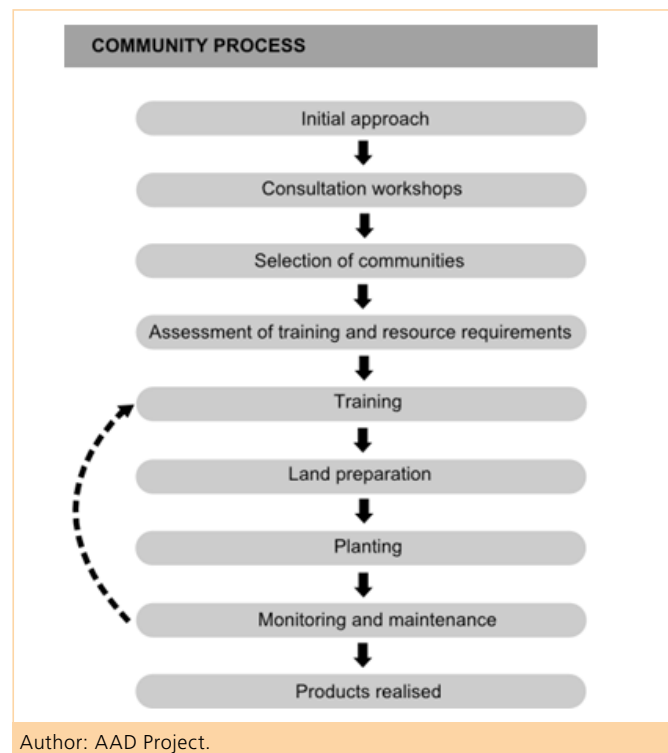 COMMUNITY PROCESS
Initial approach
Consultation workshops
Selection of communities
Assessment of training and resource requirements
Training
Land preparation
Planting
Monitoring and maintenance
Products realised
Author: AAD Project.